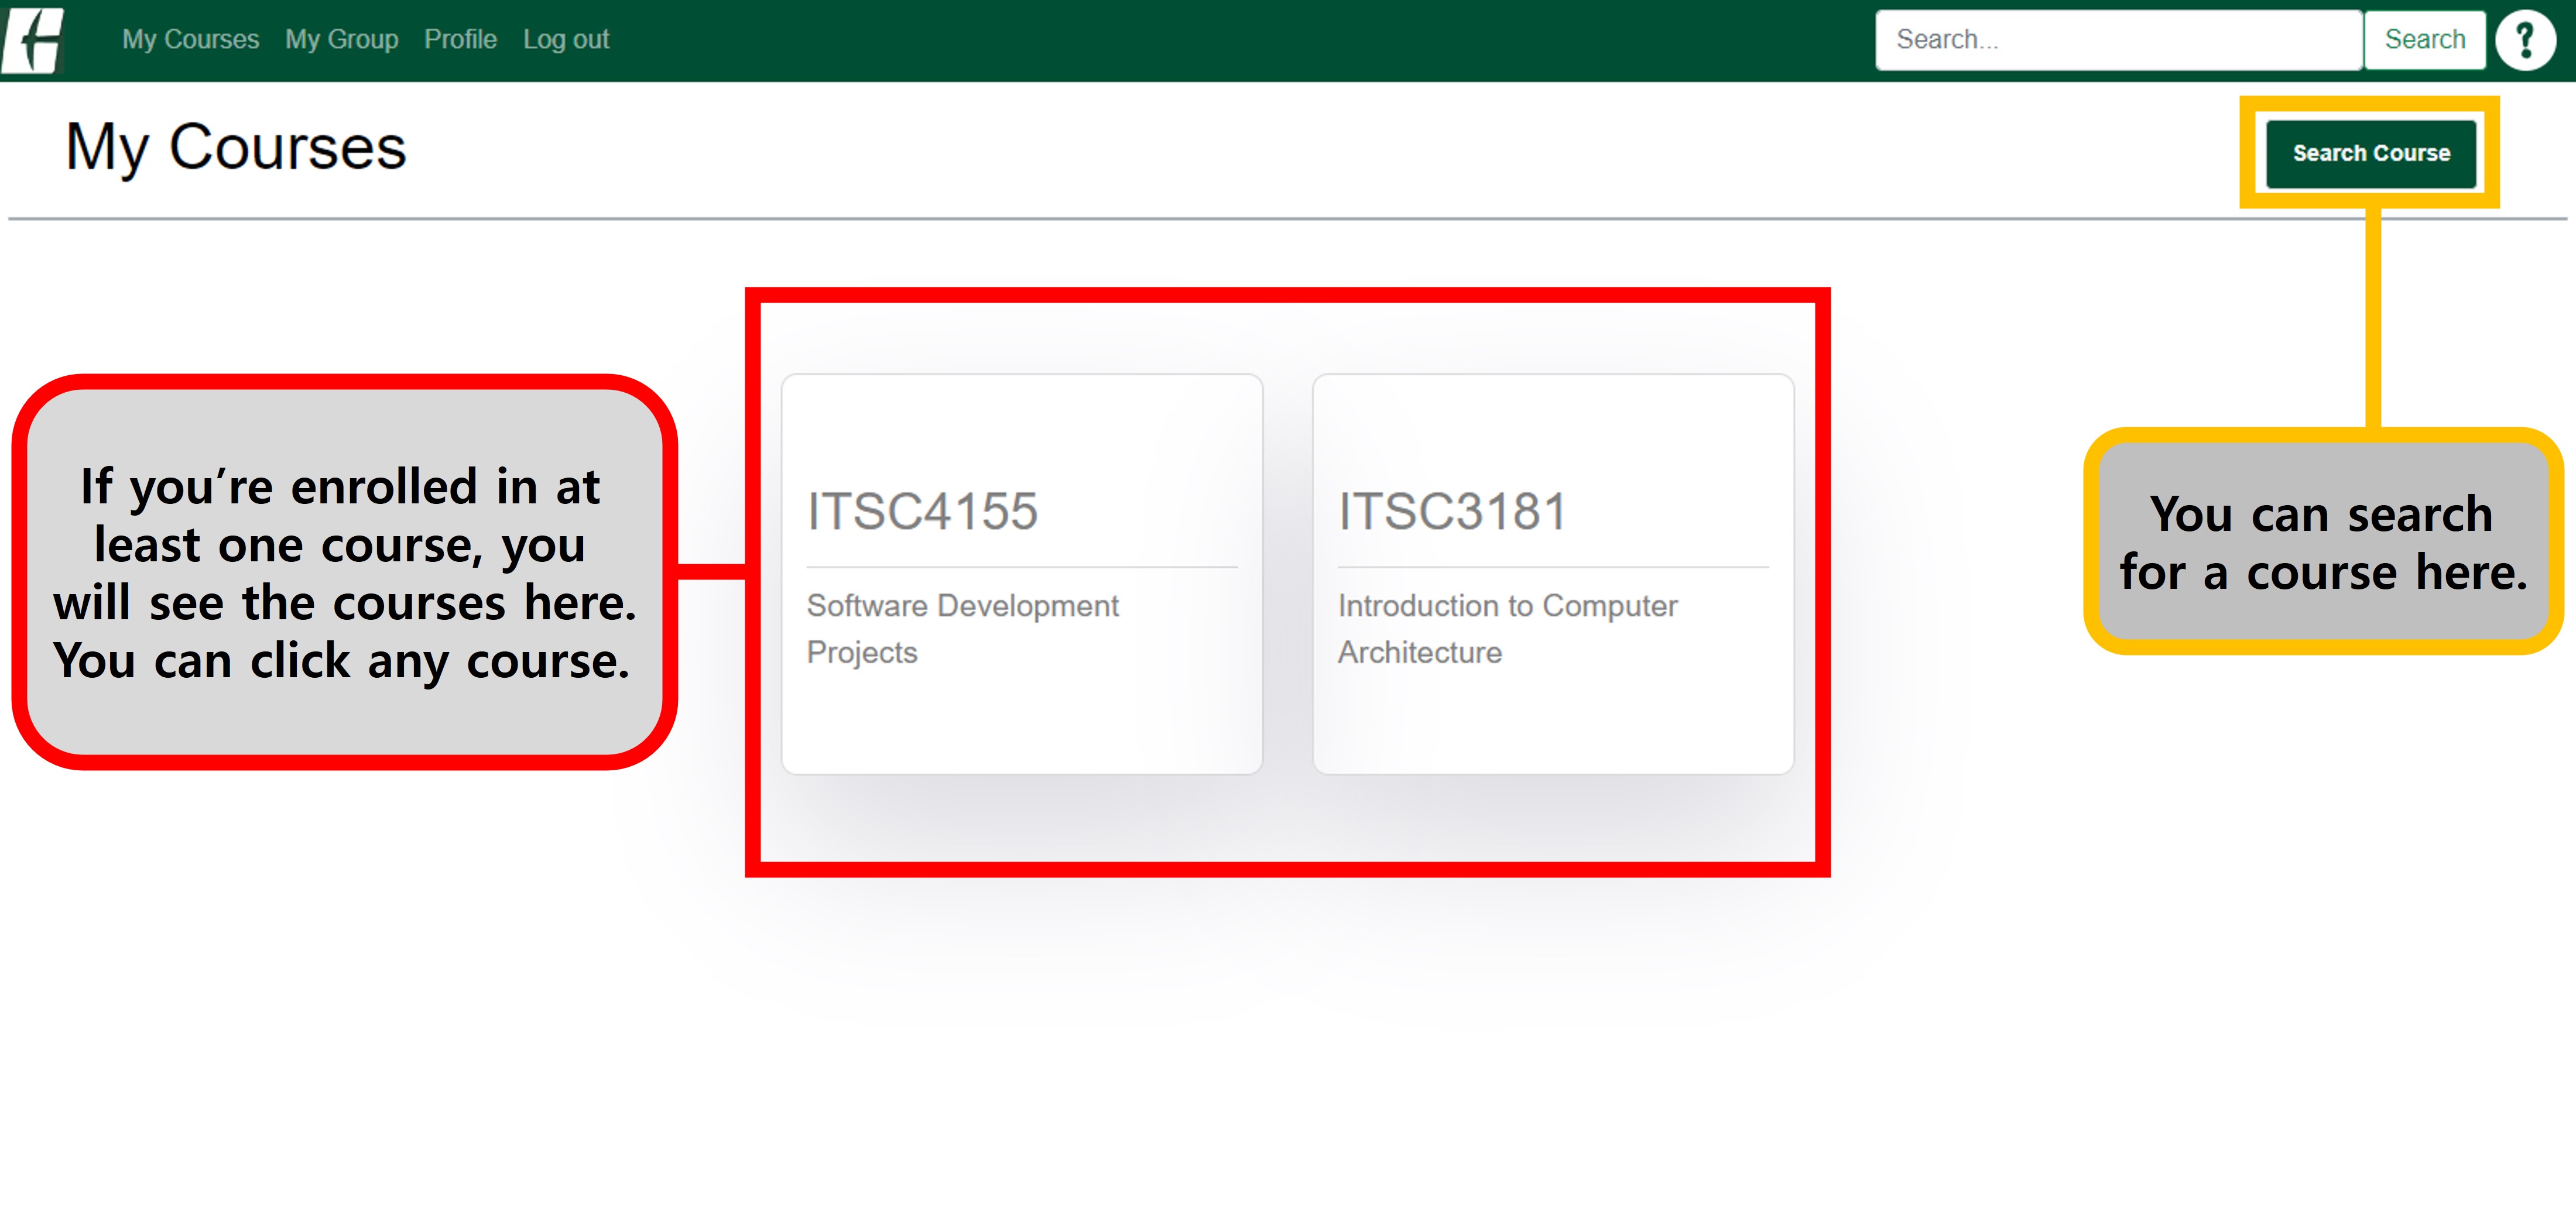 My Courses My Group Profile Log out Search... Search ?
My Courses
Search Course
If you’re enrolled in at
least one course, you
will see the courses here.
You can click any course.
ITSC4155
Software Development
Projects
ITSC3181
Introduction to Computer
Architecture
You can search
for a course here.